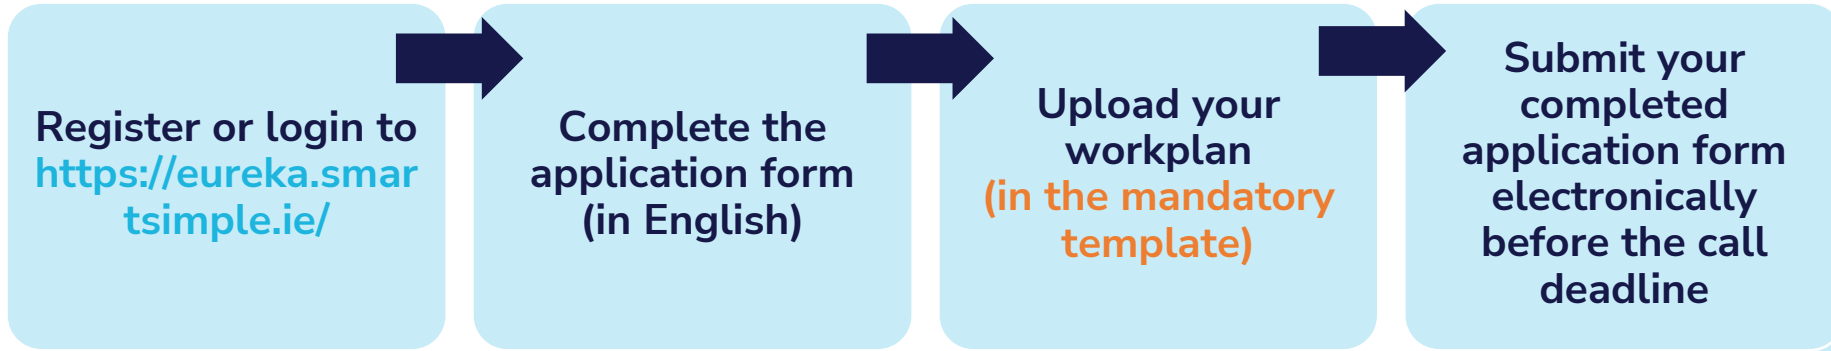 Register or login to
https://eureka.smar
tsimple.ie/
Complete the
application form
(in English)
Upload your
workplan
(in the mandatory
template)
Submit your
completed
application form
electronically
before the call
deadline